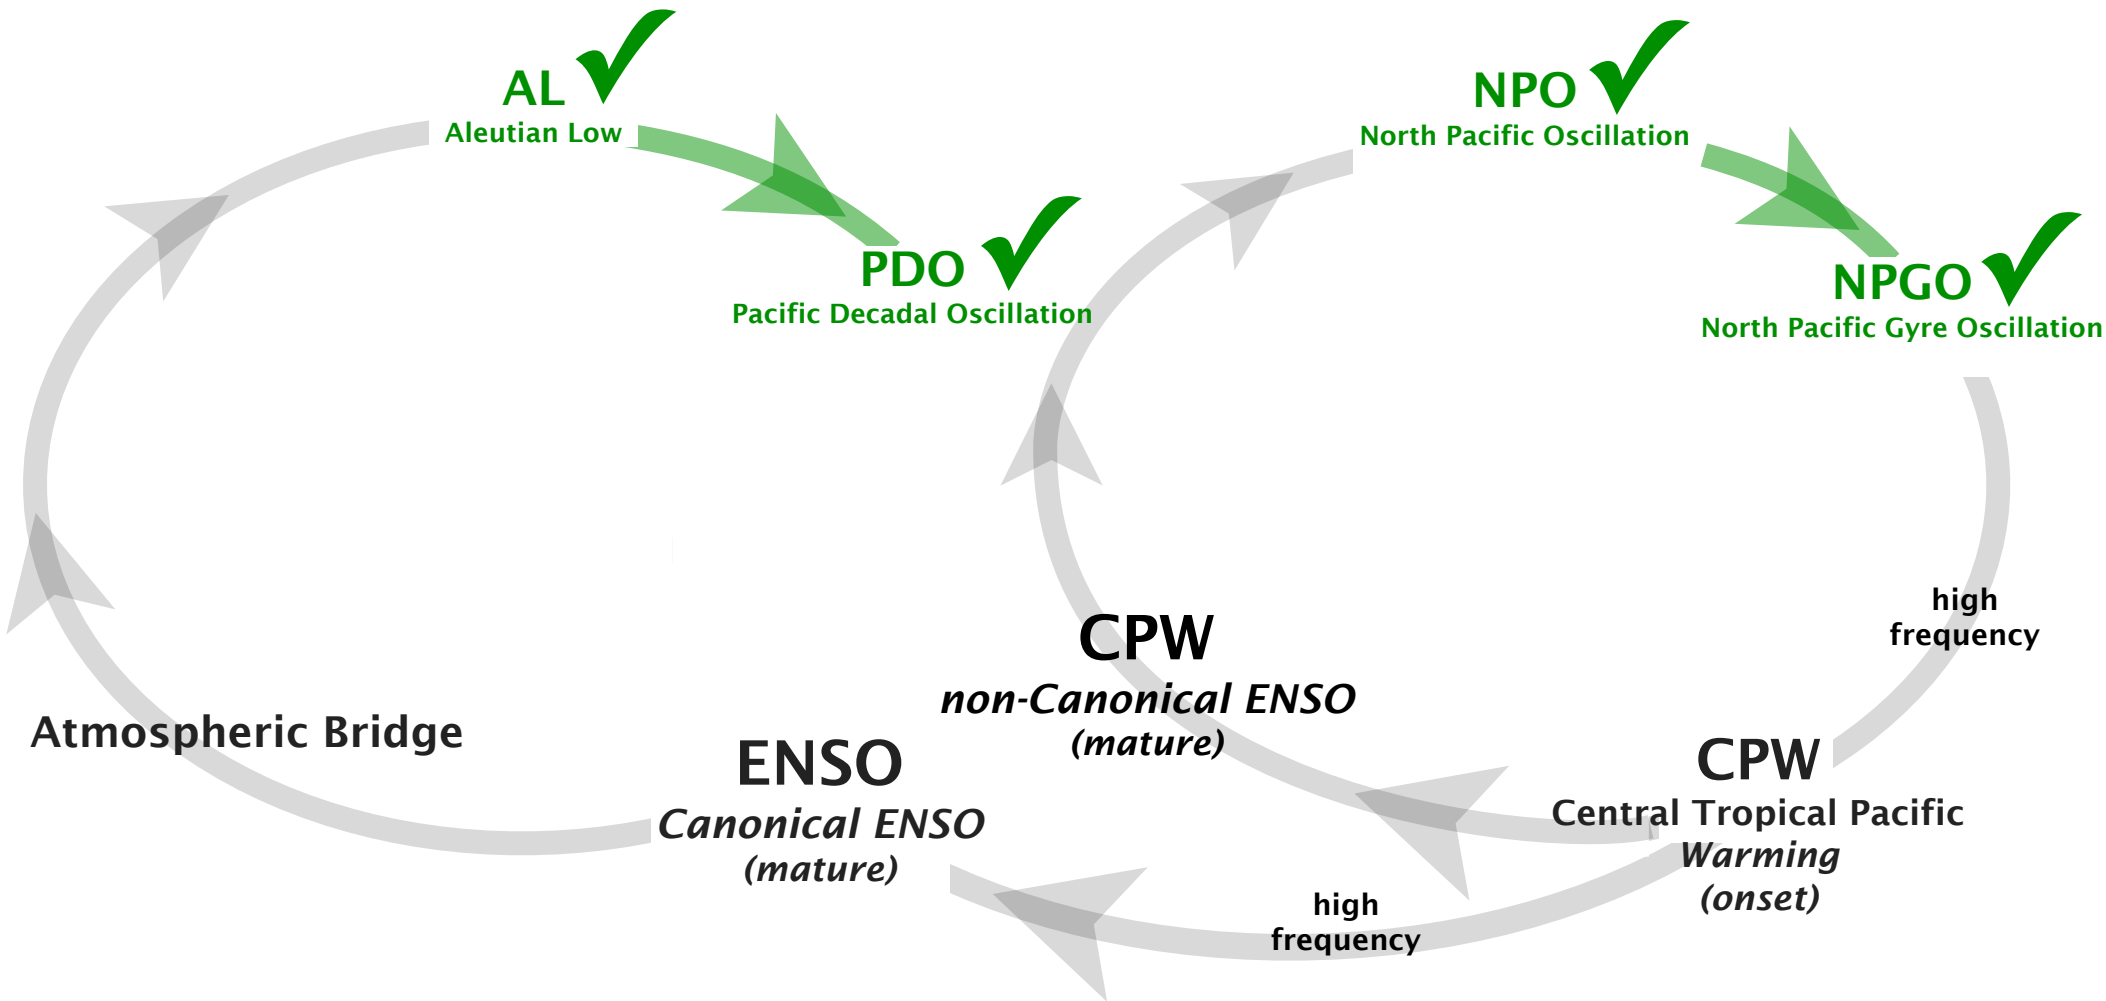 AL
Aleutian Low
NPO
North Pacific Oscillation
PDO
Pacific Decadal Oscillation
NPGO
North Pacific Gyre Oscillation
high
frequency
CPW
non-Canonical ENSO
(mature)
Atmospheric Bridge
ENSO
Canonical ENSO
(mature)
CPW
Central Tropical Pacific
Warming
(onset)
high
frequency